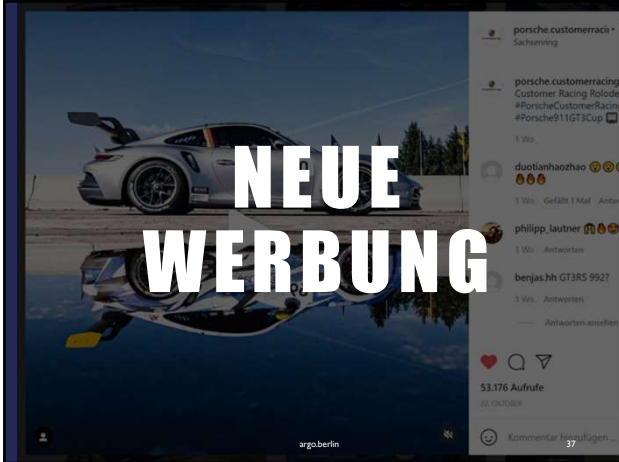 NEUE
WERBUNG
porsche.customerracin •
Sachsenring
porsche.customerracing
Customer Racing Rolode
#PorscheCustomerRacin
#Porsche911GT3Cup
1 Wo.
duotianhaozhao 😍😍
🔥🔥🔥
1 Wo. Gefällt 1 Mal Antw
philipp_lautner 🙌🔥😍
1 Wo. Antworten
benjas.hh GT3RS 992?
1 Wo. Antworten
Antworten ansehen
53.176 Aufrufe
22. OKTOBER
Kommentar hinzufügen ...
argo.berlin
37